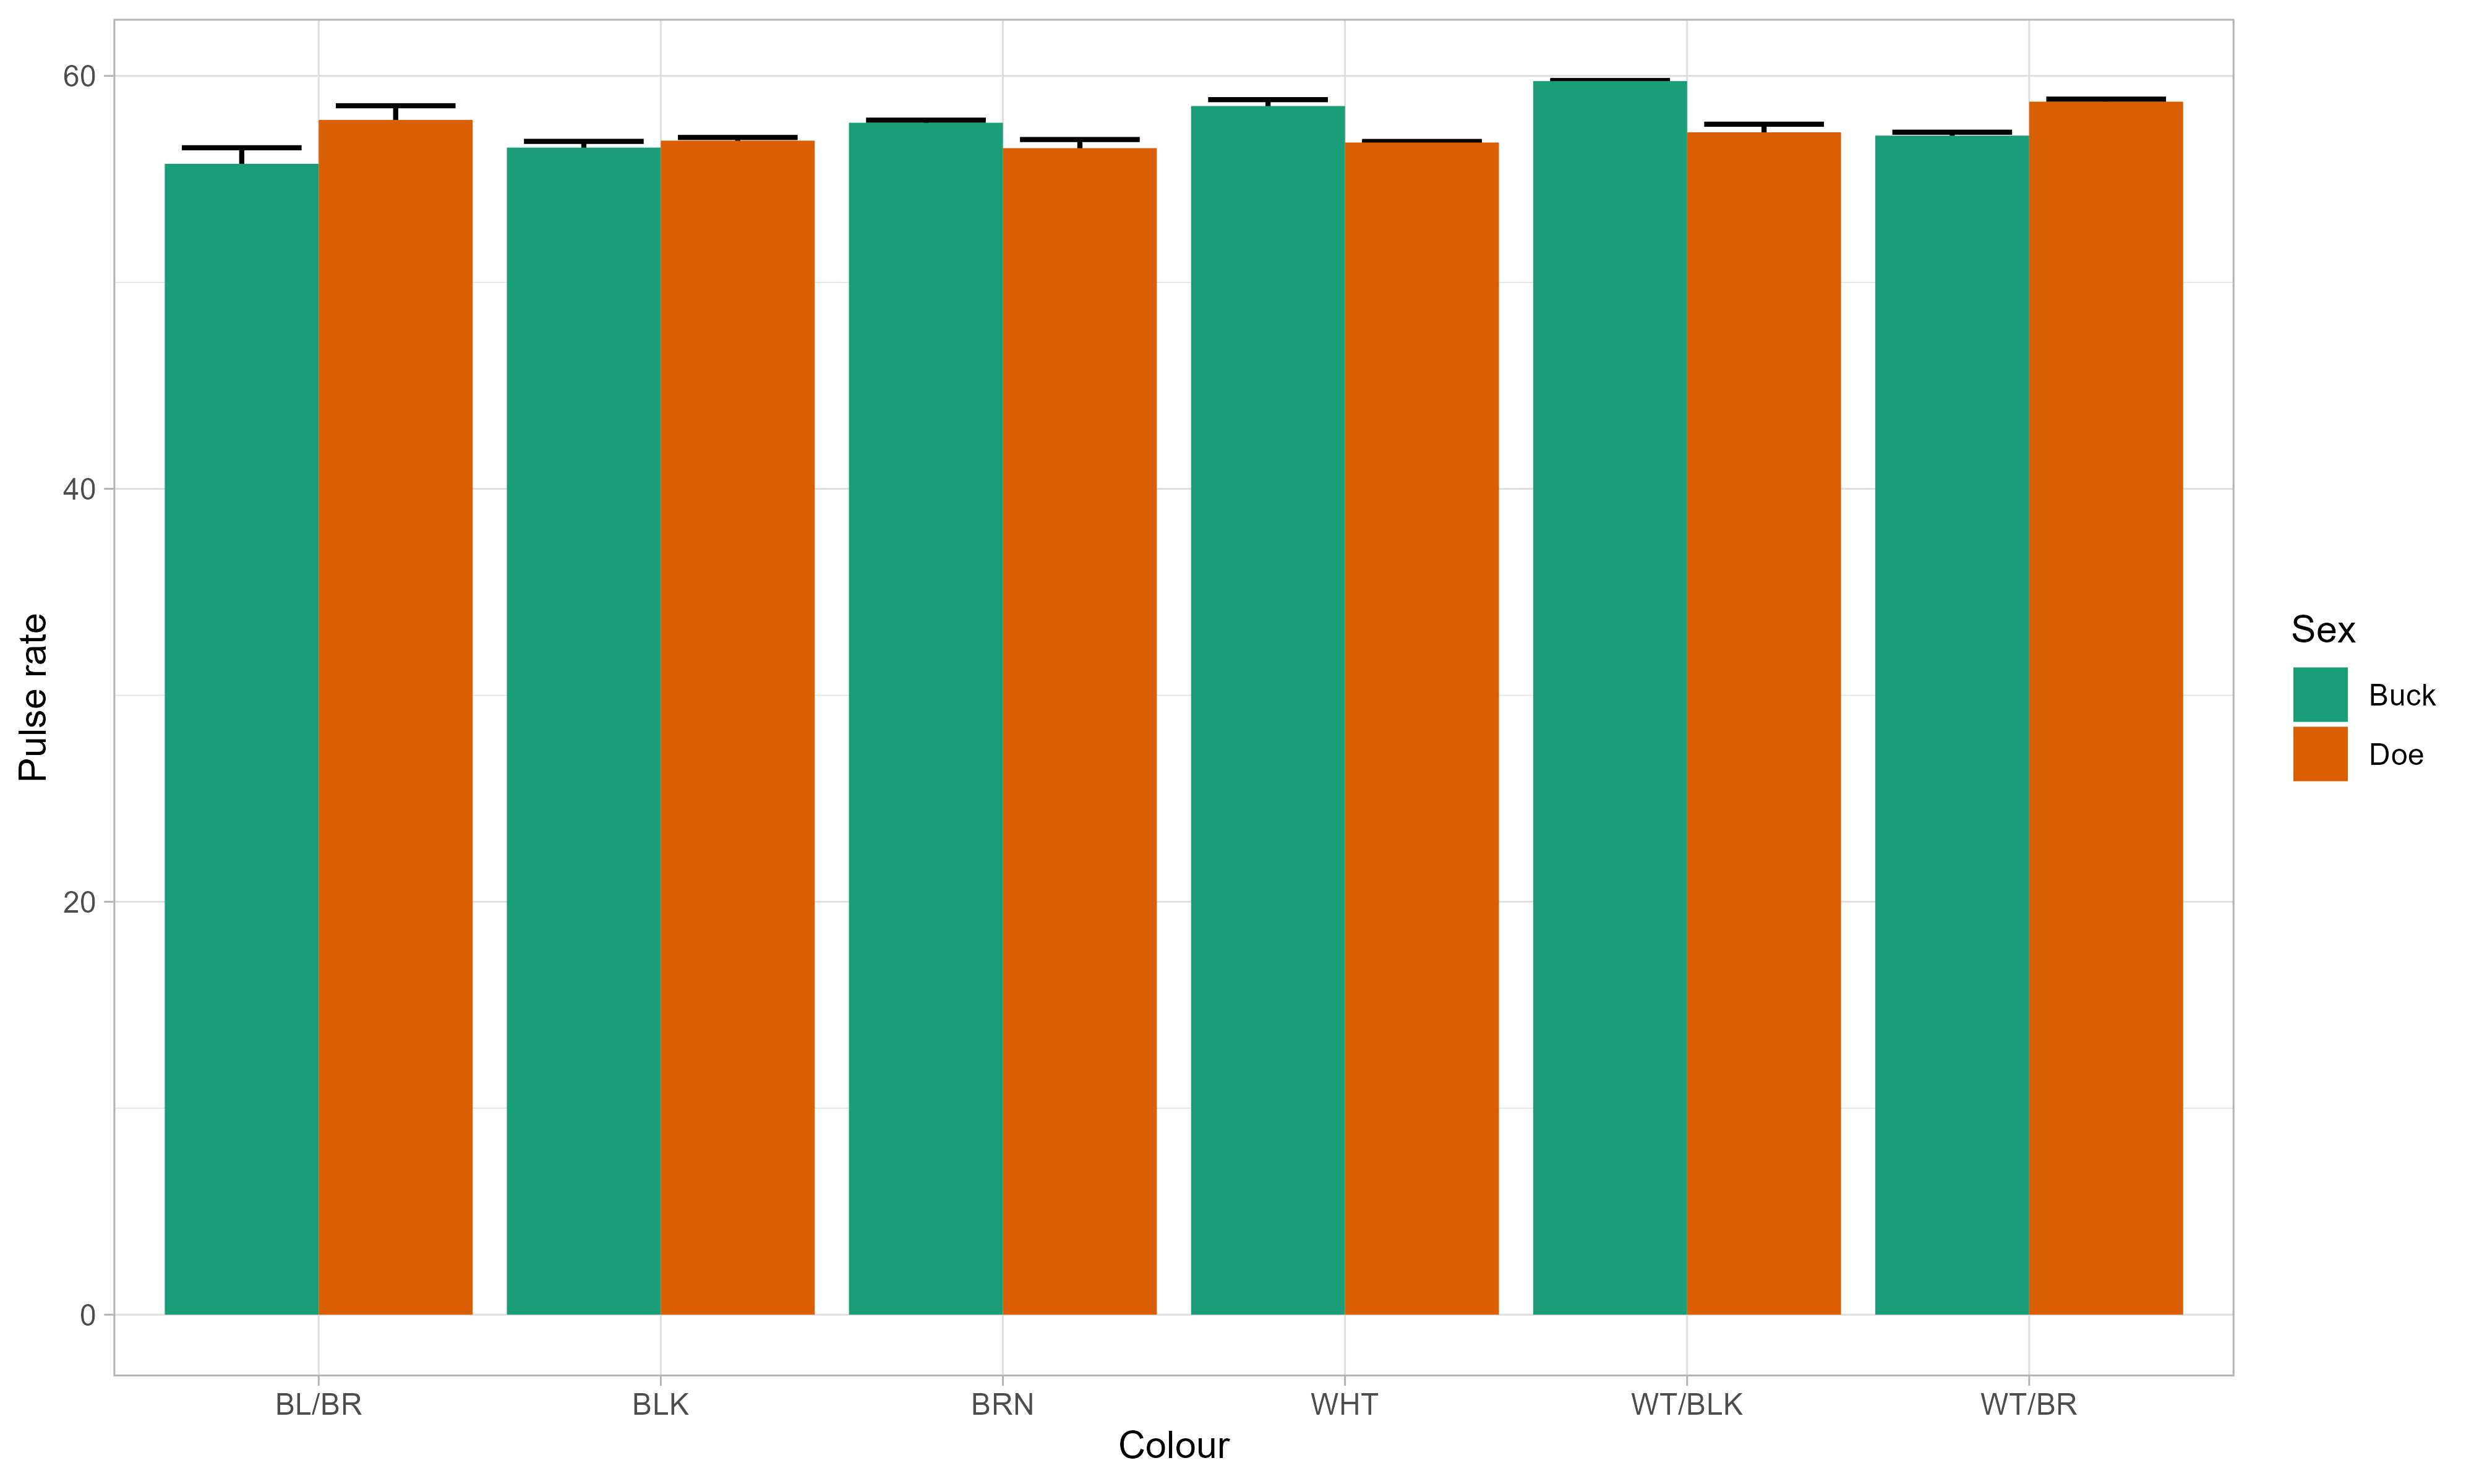 60
40
20
0
Pulse rate
BL/BR BLK BRN WHT WT/BLK WT/BR
Colour
Sex
Buck
Doe